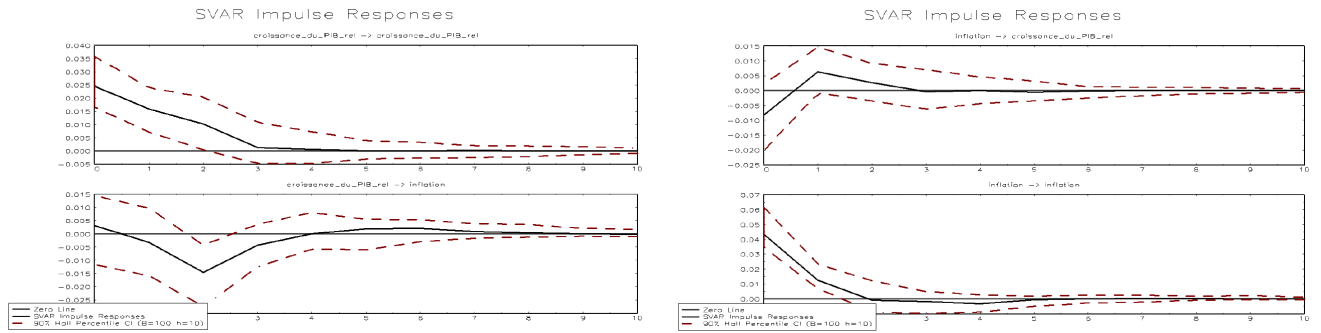 SVAR Impulse Responses
croissance_du_PIB_rel -> croissance_du_PIB_rel
0.040
0.035
0.030
0.025
0.020
0.015
0.010
0.005
0.000
-0.005
0 1 2 3 4 5 6 7 8 9 10
croissance_du_PIB_rel -> inflation
0.015
0.010
0.005
0.000
-0.005
-0.010
-0.015
-0.020
-0.025
3 4 5 6 7 8 9 10
Zero Line
SVAR Impulse Responses
90% Hall Percentile CI (B=100 h=10)
SVAR Impulse Responses
inflation -> croissance_du_PIB_rel
0.015
0.010
0.005
0.000
-0.005
-0.010
-0.015
-0.020
-0.025
0 1 2 3 4 5 6 7 8 9 10
inflation -> inflation
0.07
0.06
0.05
0.04
0.03
0.02
0.01
0.00
3 4 5 6 7 8 9 10
Zero Line
SVAR Impulse Responses
90% Hall Percentile CI (B=100 h=10)